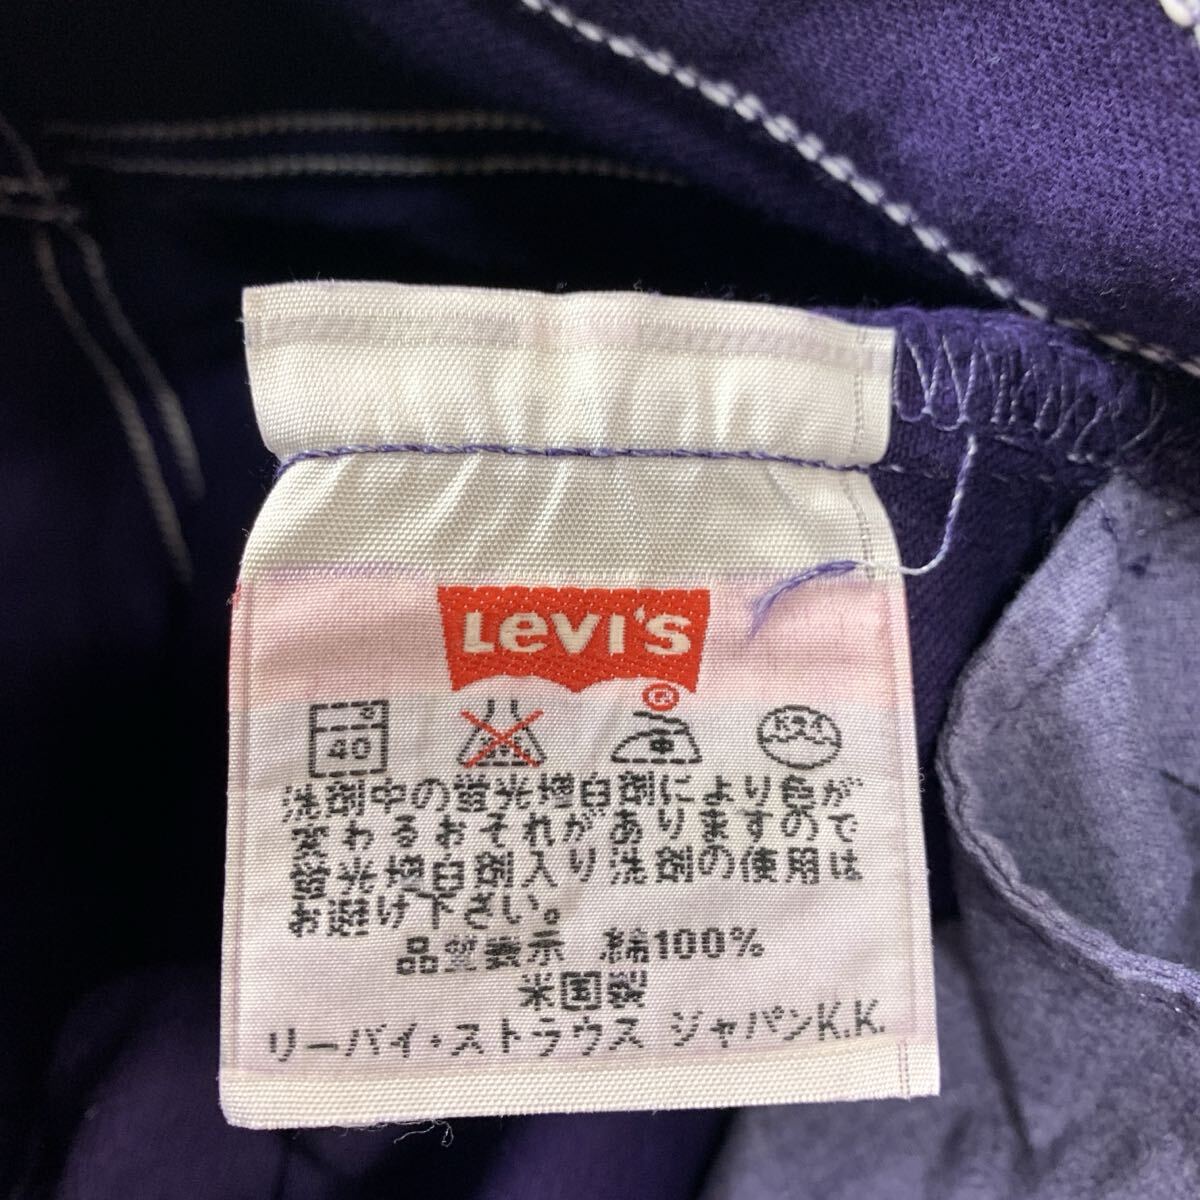 Levi's
®
40
洗剤中の蛍光増白剤により色が
変わるおそれがありますので
蛍光増白剤入り洗剤の使用は
お避け下さい。
品質表示 綿100%
米国製
リーバイ・ストラウス ジャパンK.K.